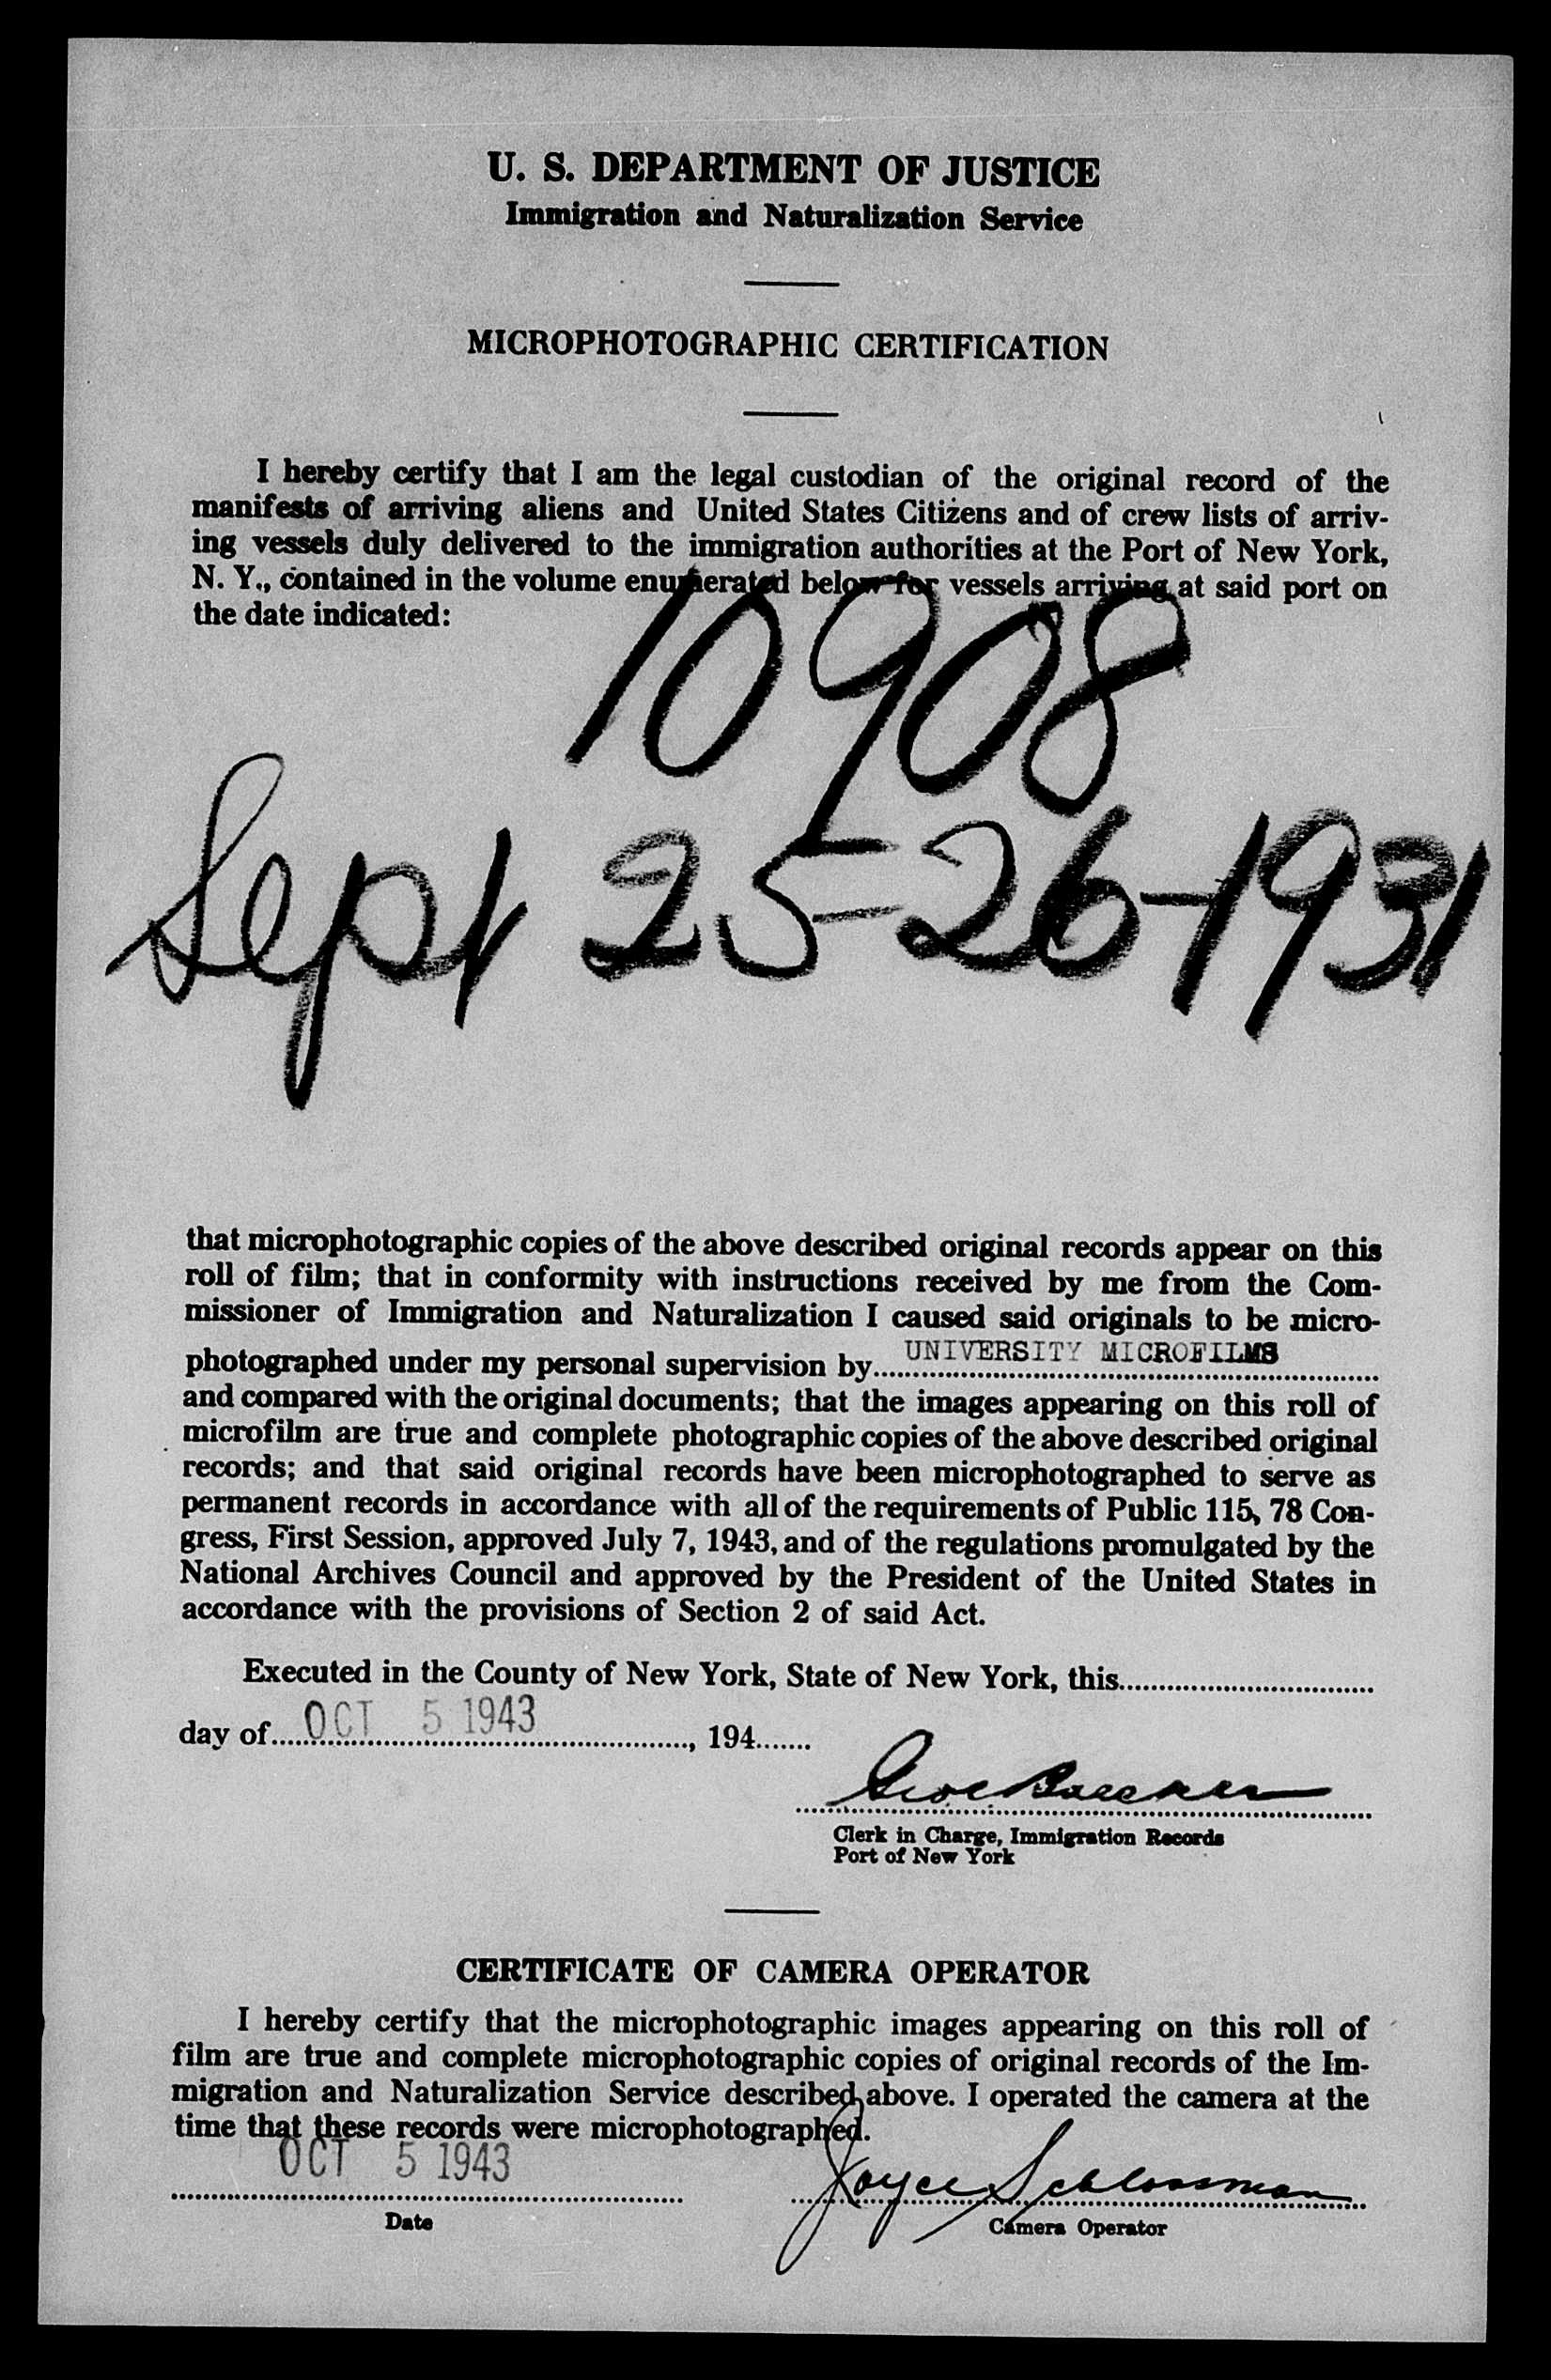 U. S. DEPARTMENT OF JUSTICE
Immigration and Naturalization Service
MICROPHOTOGRAPHIC CERTIFICATION
I hereby certify that I am the legal custodian of the original record of the
manifests of arriving aliens and United States Citizens and of crew lists of arriv-
ing vessels duly delivered to the immigration authorities at the Port of New York,
N. Y., contained in the volume enumerated below for vessels arriving at said port on
the date indicated:
10908
Sept 25-26-1931
that microphotographic copies of the above described original records appear on this
roll of film; that in conformity with instructions received by me from the Com-
missioner of Immigration and Naturalization I caused said originals to be micro-
photographed under my personal supervision by UNIVERSITY MICROFILMS
and compared with the original documents; that the images appearing on this roll of
microfilm are true and complete photographic copies of the above described original
records; and that said original records have been microphotographed to serve as
permanent records in accordance with all of the requirements of Public 115, 78 Con-
gress, First Session, approved July 7, 1943, and of the regulations promulgated by the
National Archives Council and approved by the President of the United States in
accordance with the provisions of Section 2 of said Act.
Executed in the County of New York, State of New York, this
day of OCT 5 1943, 194
Clerk in Charge, Immigration Records
Port of New York
CERTIFICATE OF CAMERA OPERATOR
I hereby certify that the microphotographic images appearing on this roll of
film are true and complete microphotographic copies of original records of the Im-
migration and Naturalization Service described above. I operated the camera at the
time that these records were microphotographed.
OCT 5 1943
Joyce Schlossman
Date
Camera Operator